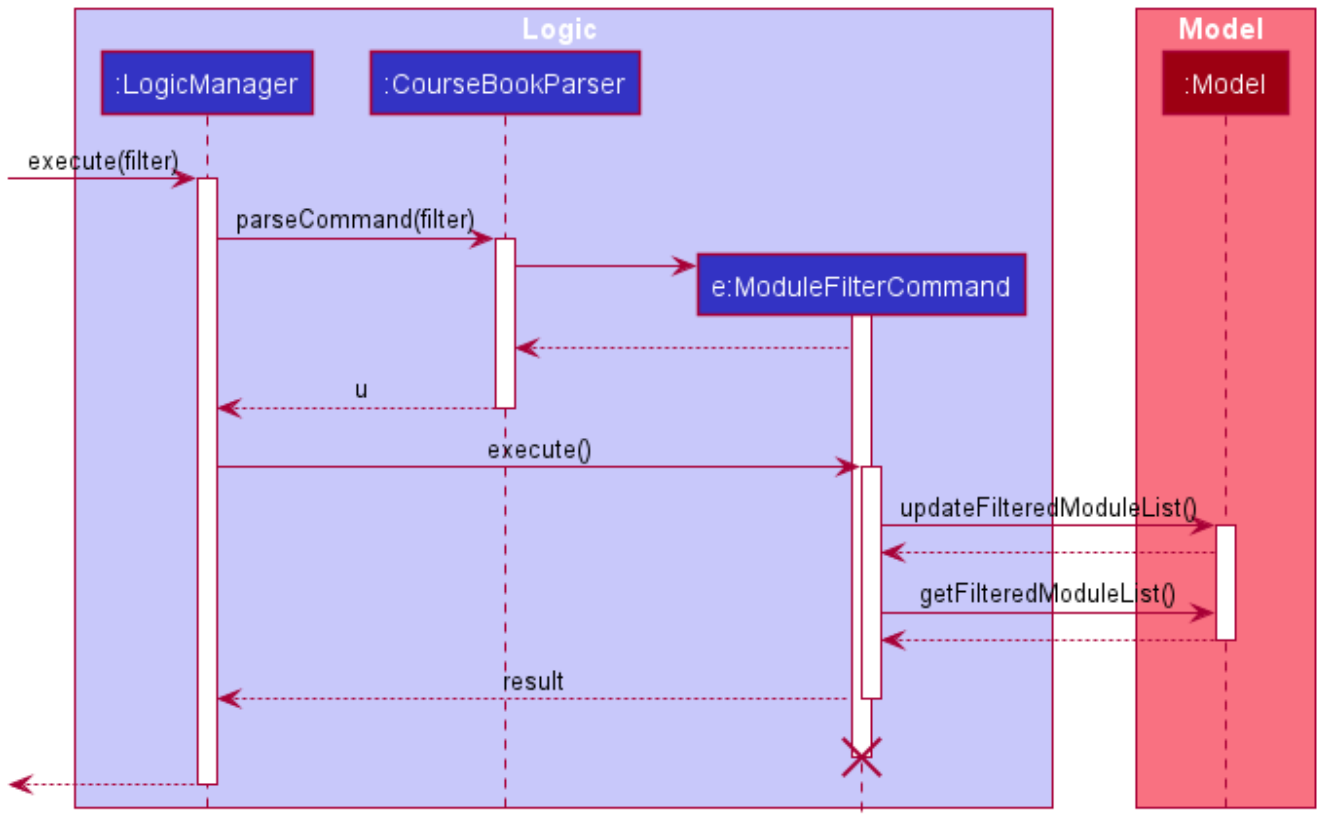 Logic
Model
:LogicManager
:CourseBookParser
:Model
execute(filter)
parseCommand(filter)
e:ModuleFilterCommand
u
execute()
updateFilteredModuleList()
getFilteredModuleList()
result